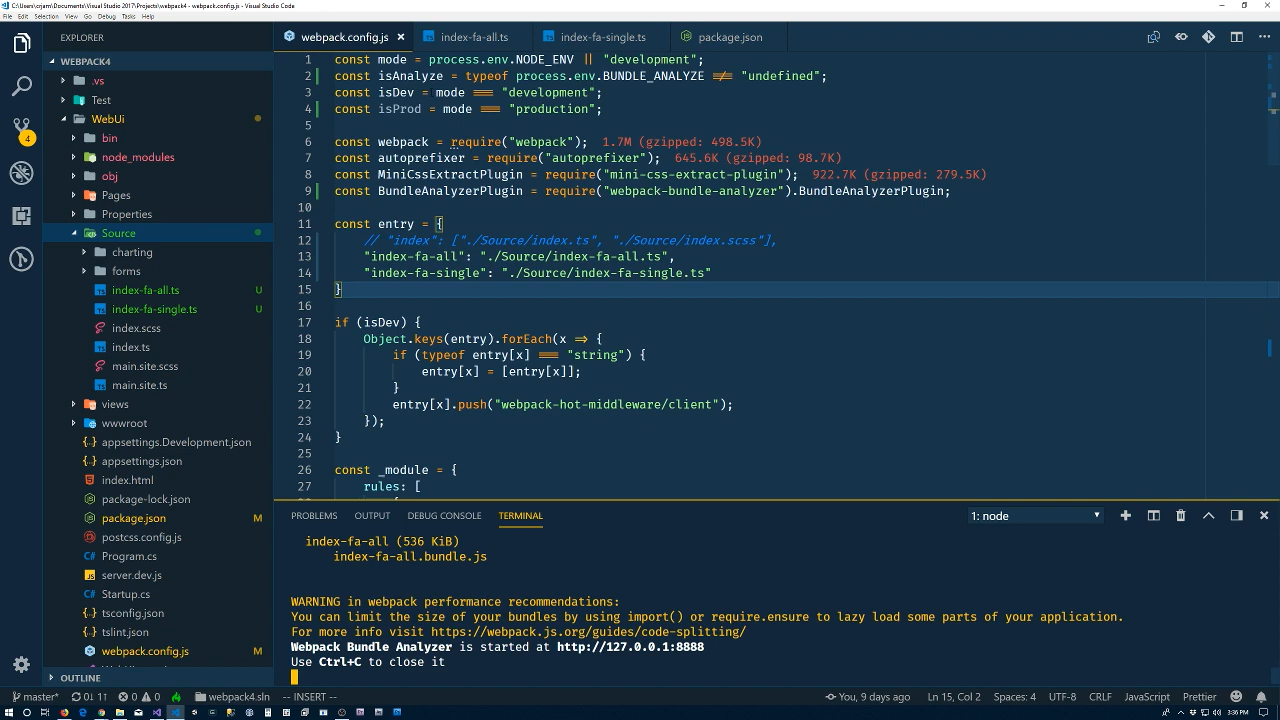 C:\Users\crjam\Documents\Visual Studio 2017\Projects\webpack4 - webpack.config.js - Visual Studio Code
File Edit Selection View Go Debug Tasks Help
EXPLORER
WEBPACK4
.vs
Test
WebUi
bin
node_modules
obj
Pages
Properties
Source
charting
forms
index-fa-all.ts U
index-fa-single.ts U
index.scss
index.ts
main.site.scss
main.site.ts
views
wwwroot
appsettings.Development.json
appsettings.json
index.html
package-lock.json
package.json M
postcss.config.js
Program.cs
server.dev.js
Startup.cs
tsconfig.json
tslint.json
webpack.config.js M
OUTLINE
4
webpack.config.js index-fa-all.ts index-fa-single.ts package.json
1 const mode = process.env.NODE_ENV || "development";
2 const isAnalyze = typeof process.env.BUNDLE_ANALYZE !== "undefined";
3 const isDev = mode === "development";
4 const isProd = mode === "production";
5
6 const webpack = require("webpack"); 1.7M (gzipped: 498.5K)
7 const autoprefixer = require("autoprefixer"); 645.6K (gzipped: 98.7K)
8 const MiniCssExtractPlugin = require("mini-css-extract-plugin"); 922.7K (gzipped: 279.5K)
9 const BundleAnalyzerPlugin = require("webpack-bundle-analyzer").BundleAnalyzerPlugin;
10
11 const entry = {
12 // "index": ["./Source/index.ts", "./Source/index.scss"],
13 "index-fa-all": "./Source/index-fa-all.ts",
14 "index-fa-single": "./Source/index-fa-single.ts"
15 }
16
17 if (isDev) {
18 Object.keys(entry).forEach(x => {
19 if (typeof entry[x] === "string") {
20 entry[x] = [entry[x]];
21 }
22 entry[x].push("webpack-hot-middleware/client");
23 });
24 }
25
26 const _module = {
27 rules: [
PROBLEMS OUTPUT DEBUG CONSOLE TERMINAL 1: node
index-fa-all (536 KiB)
index-fa-all.bundle.js
WARNING in webpack performance recommendations:
You can limit the size of your bundles by using import() or require.ensure to lazy load some parts of your application.
For more info visit https://webpack.js.org/guides/code-splitting/
Webpack Bundle Analyzer is started at http://127.0.0.1:8888
Use Ctrl+C to close it
master* 0↓ 1↑ 0 0 webpack4.sln -- INSERT -- You, 9 days ago Ln 15, Col 2 Spaces: 4 UTF-8 CRLF JavaScript Prettier
3:36 PM